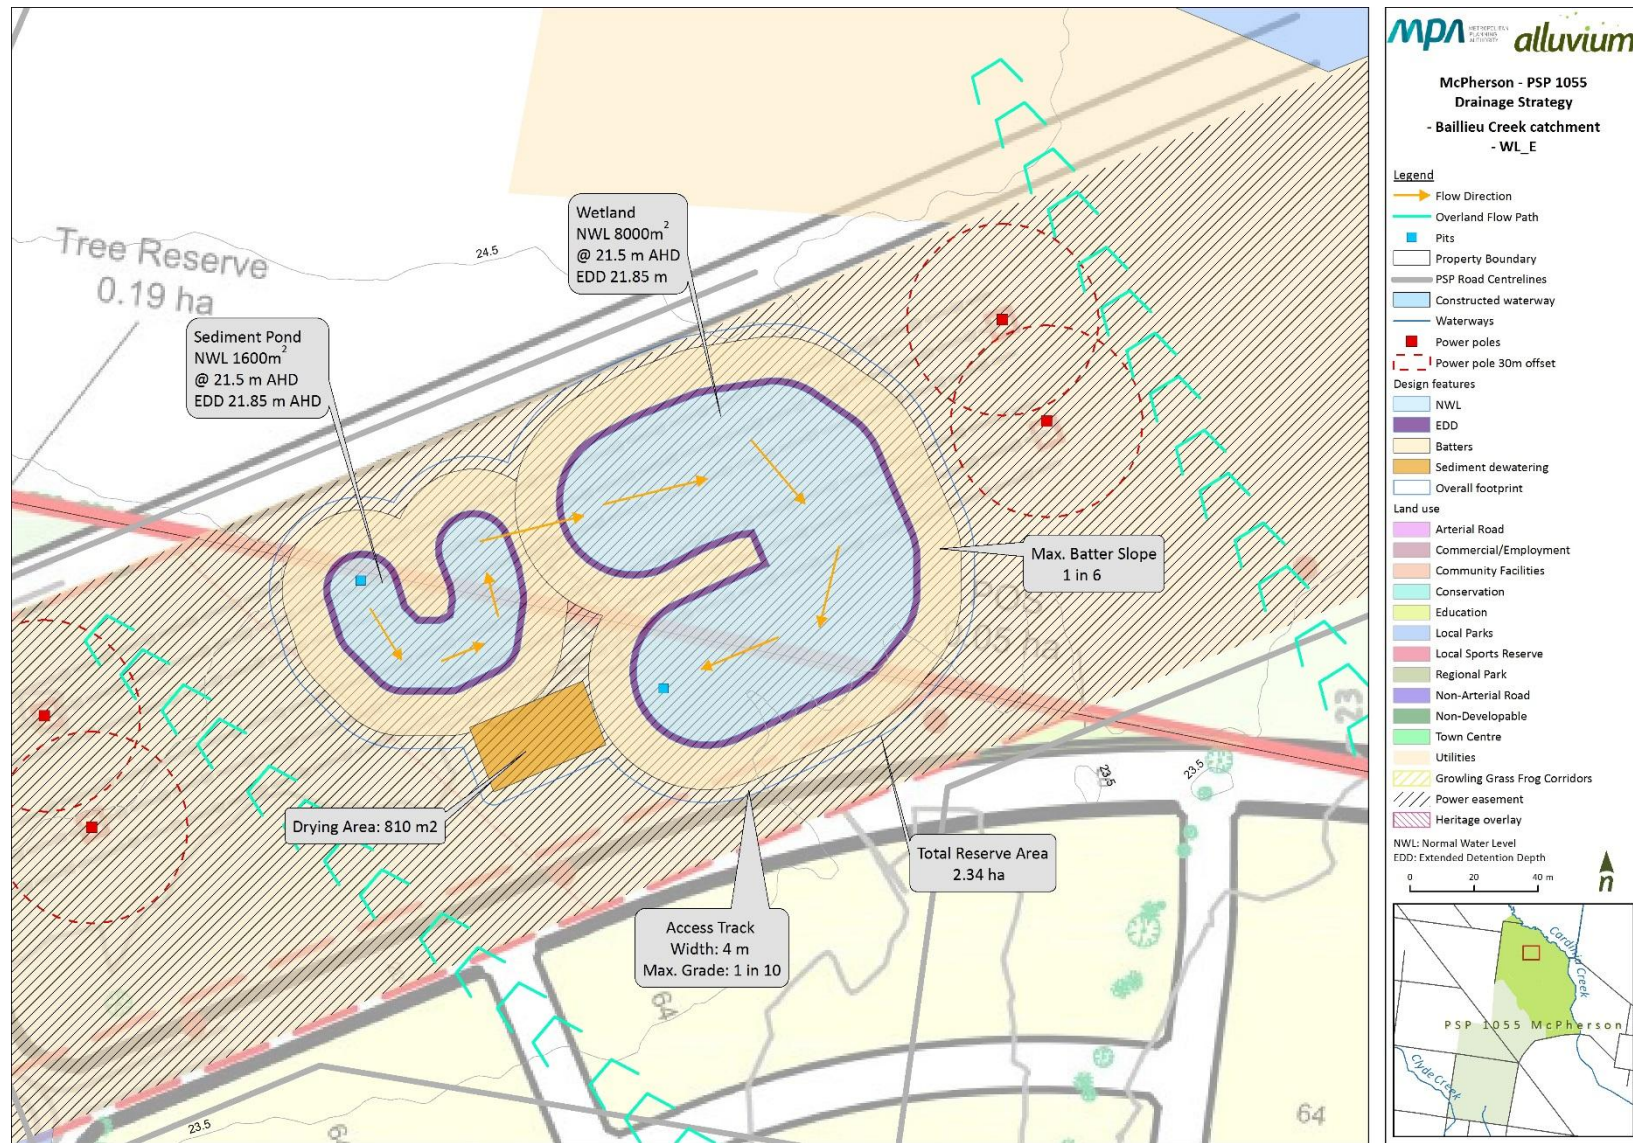 Tree Reserve
0.19 ha
24.5
Wetland
NWL 8000m²
@ 21.5 m AHD
EDD 21.85 m
Sediment Pond
NWL 1600m²
@ 21.5 m AHD
EDD 21.85 m AHD
Max. Batter Slope
1 in 6
POS
.05 ha
23
23.5
23.5
Drying Area: 810 m2
Total Reserve Area
2.34 ha
Access Track
Width: 4 m
Max. Grade: 1 in 10
64
64
64
23.5
MPA METROPOLITAN
PLANNING
AUTHORITY
alluvium
McPherson - PSP 1055
Drainage Strategy
- Baillieu Creek catchment
- WL_E
Legend
Flow Direction
Overland Flow Path
Pits
Property Boundary
PSP Road Centrelines
Constructed waterway
Waterways
Power poles
Power pole 30m offset
Design features
NWL
EDD
Batters
Sediment dewatering
Overall footprint
Land use
Arterial Road
Commercial/Employment
Community Facilities
Conservation
Education
Local Parks
Local Sports Reserve
Regional Park
Non-Arterial Road
Non-Developable
Town Centre
Utilities
Growling Grass Frog Corridors
Power easement
Heritage overlay
NWL: Normal Water Level
EDD: Extended Detention Depth
0 20 40 m
n
Cardinia Creek
PSP 1055 McPherson
Clyde Creek